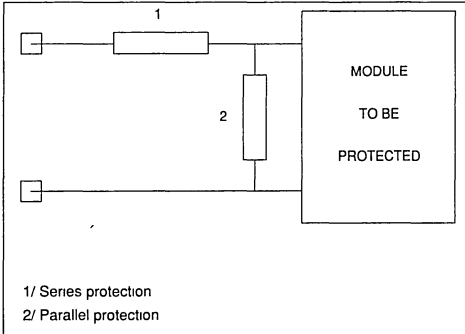 1
MODULE
2
TO BE
PROTECTED
1/ Series protection
2/ Parallel protection